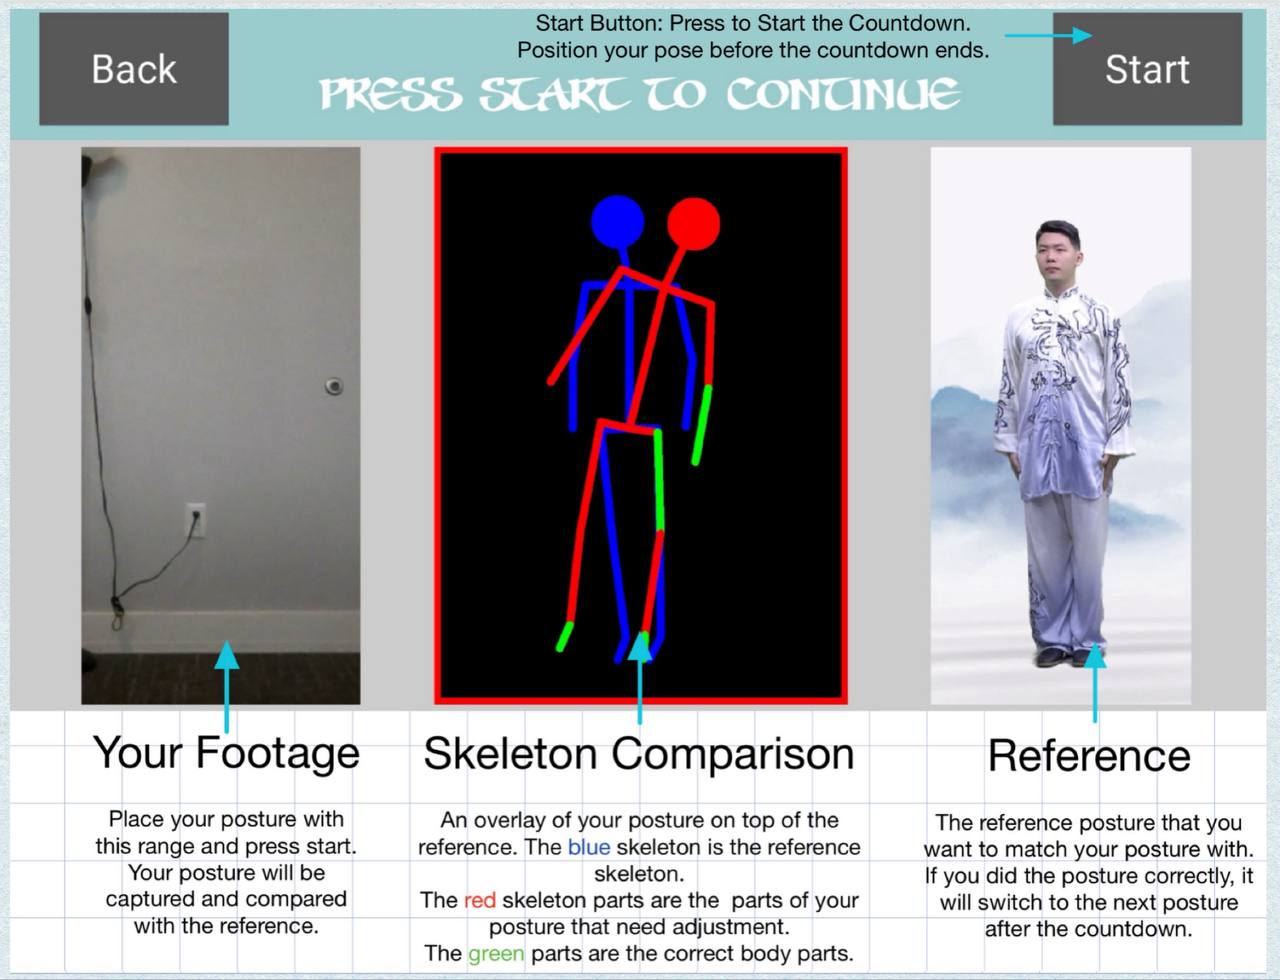 Start Button: Press to Start the Countdown.
Position your pose before the countdown ends.
Back
PRESS START TO CONTINUE
Start
Your Footage
Place your posture with
this range and press start.
Your posture will be
captured and compared
with the reference.
Skeleton Comparison
An overlay of your posture on top of the
reference. The blue skeleton is the reference
skeleton.
The red skeleton parts are the  parts of your
posture that need adjustment.
The green parts are the correct body parts.
Reference
The reference posture that you
want to match your posture with.
If you did the posture correctly, it
will switch to the next posture
after the countdown.